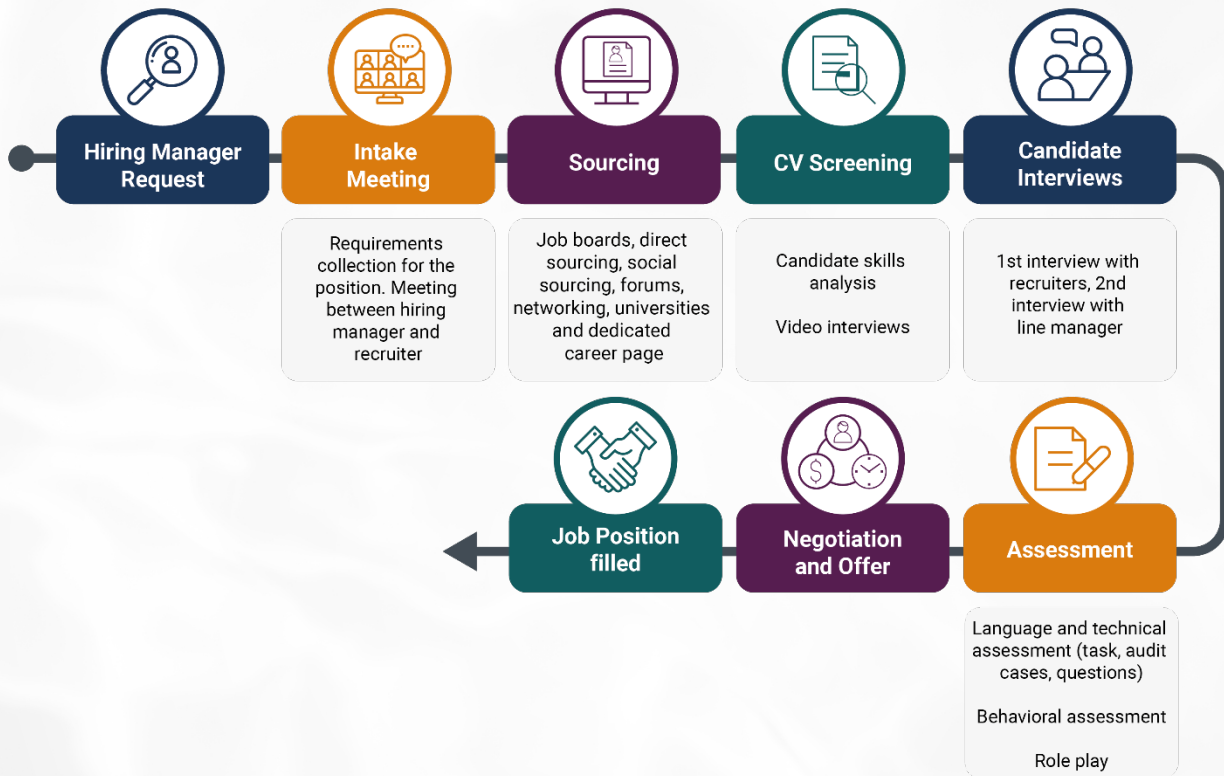 Hiring Manager
Request
Intake
Meeting
Sourcing
CV Screening
Candidate
Interviews
Requirements
collection for the
position. Meeting
between hiring
manager and
recruiter
Job boards, direct
sourcing, social
sourcing, forums,
networking, universities
and dedicated
career page
Candidate skills
analysis
Video interviews
1st interview with
recruiters, 2nd
interview with
line manager
Job Position
filled
$
Negotiation
and Offer
Assessment
Language and technical
assessment (task, audit
cases, questions)
Behavioral assessment
Role play